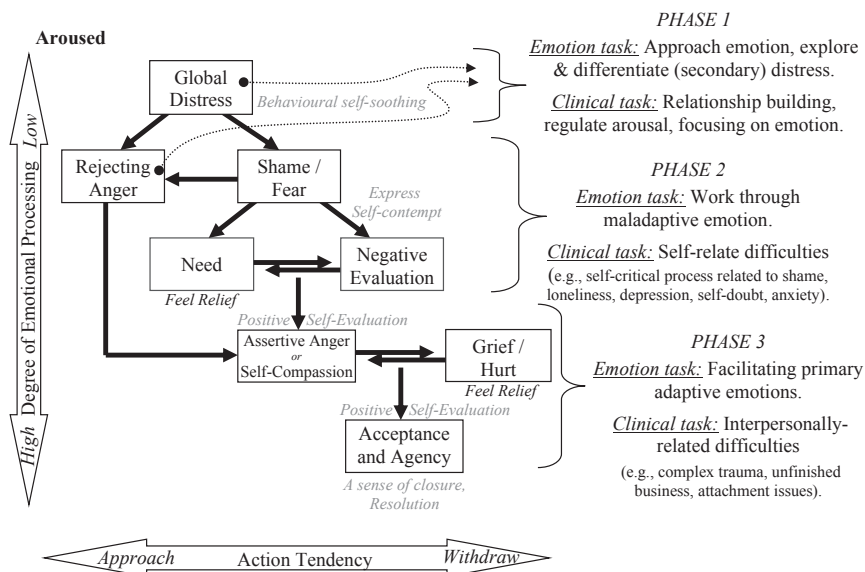 Aroused
Low
Degree of Emotional Processing
High
Global
Distress
Behavioural self-soothing
Rejecting
Anger
Shame /
Fear
Express
Self-contempt
Need
Negative
Evaluation
Feel Relief
Positive Self-Evaluation
Assertive Anger
or
Self-Compassion
Grief /
Hurt
Feel Relief
Positive Self-Evaluation
Acceptance
and Agency
A sense of closure,
Resolution
Approach Action Tendency Withdraw
PHASE 1
Emotion task: Approach emotion, explore
& differentiate (secondary) distress.
Clinical task: Relationship building,
regulate arousal, focusing on emotion.
PHASE 2
Emotion task: Work through
maladaptive emotion.
Clinical task: Self-relate difficulties
(e.g., self-critical process related to shame,
loneliness, depression, self-doubt, anxiety).
PHASE 3
Emotion task: Facilitating primary
adaptive emotions.
Clinical task: Interpersonally-
related difficulties
(e.g., complex trauma, unfinished
business, attachment issues).